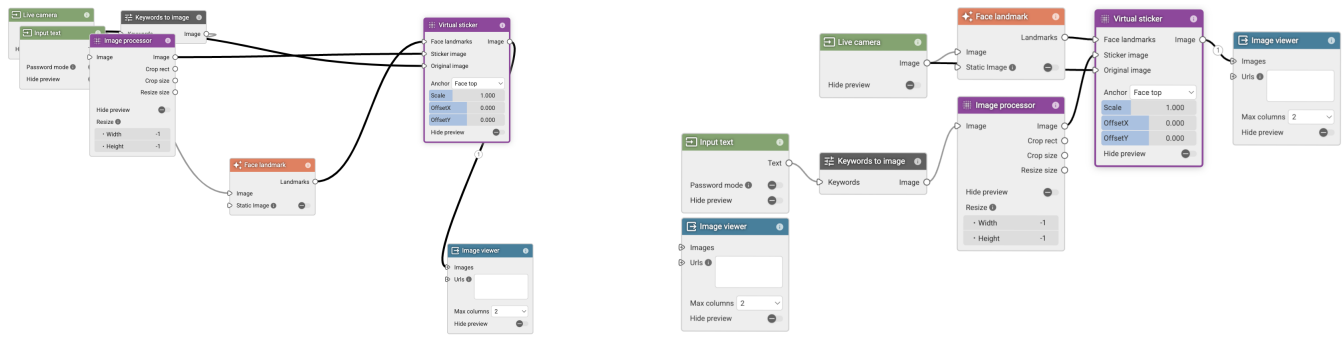 Live camera
Input text
Password mode
Hide preview
Keywords to image
Image
Image processor
Image
Image
Crop rect
Crop size
Resize size
Hide preview
Resize
• Width -1
• Height -1
Face landmark
Landmarks
Image
Static Image
Virtual sticker
Face landmarks Image
Sticker image
Original image
Anchor Face top
Scale 1.000
OffsetX 0.000
OffsetY 0.000
Hide preview
1
Image viewer
Images
Urls
Max columns 2
Hide preview
Live camera
Image
Hide preview
Input text
Text
Password mode
Hide preview
Image viewer
Images
Urls
Max columns 2
Hide preview
Keywords to image
Keywords Image
Face landmark
Landmarks
Image
Static Image
Image processor
Image Image
Crop rect
Crop size
Resize size
Hide preview
Resize
• Width -1
• Height -1
Virtual sticker
Face landmarks Image
Sticker image
Original image
Anchor Face top
Scale 1.000
OffsetX 0.000
OffsetY 0.000
Hide preview
1
Image viewer
Images
Urls
Max columns 2
Hide preview